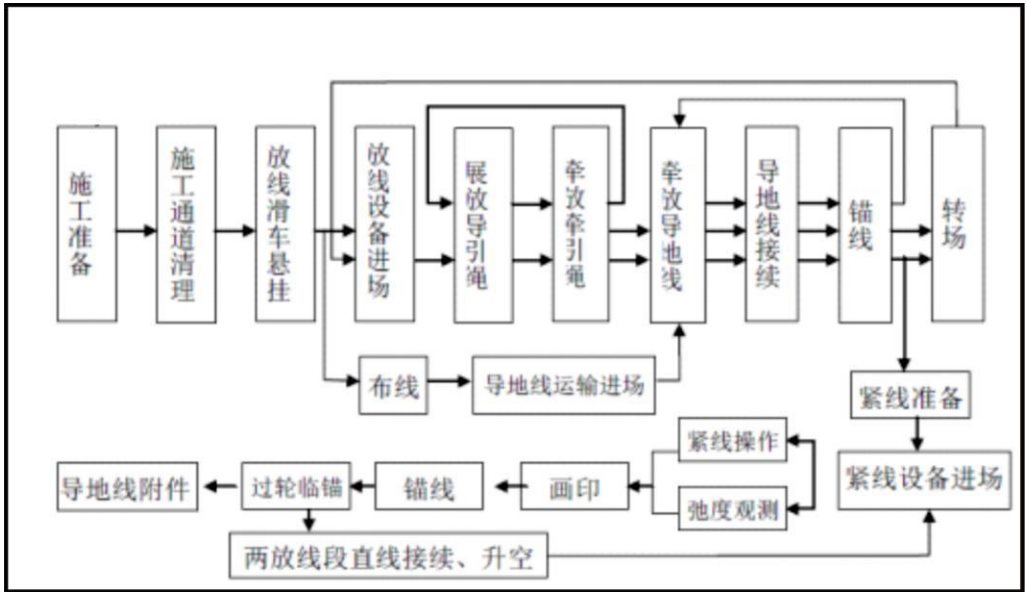 施工准备
施工通道清理
放线滑车悬挂
放线设备进场
展放导引绳
牵放牵引绳
牵放导地线
导地线接续
锚线
转场
布线
导地线运输进场
紧线准备
紧线操作
紧线设备进场
导地线附件
过轮临锚
锚线
画印
弛度观测
两放线段直线接续、升空